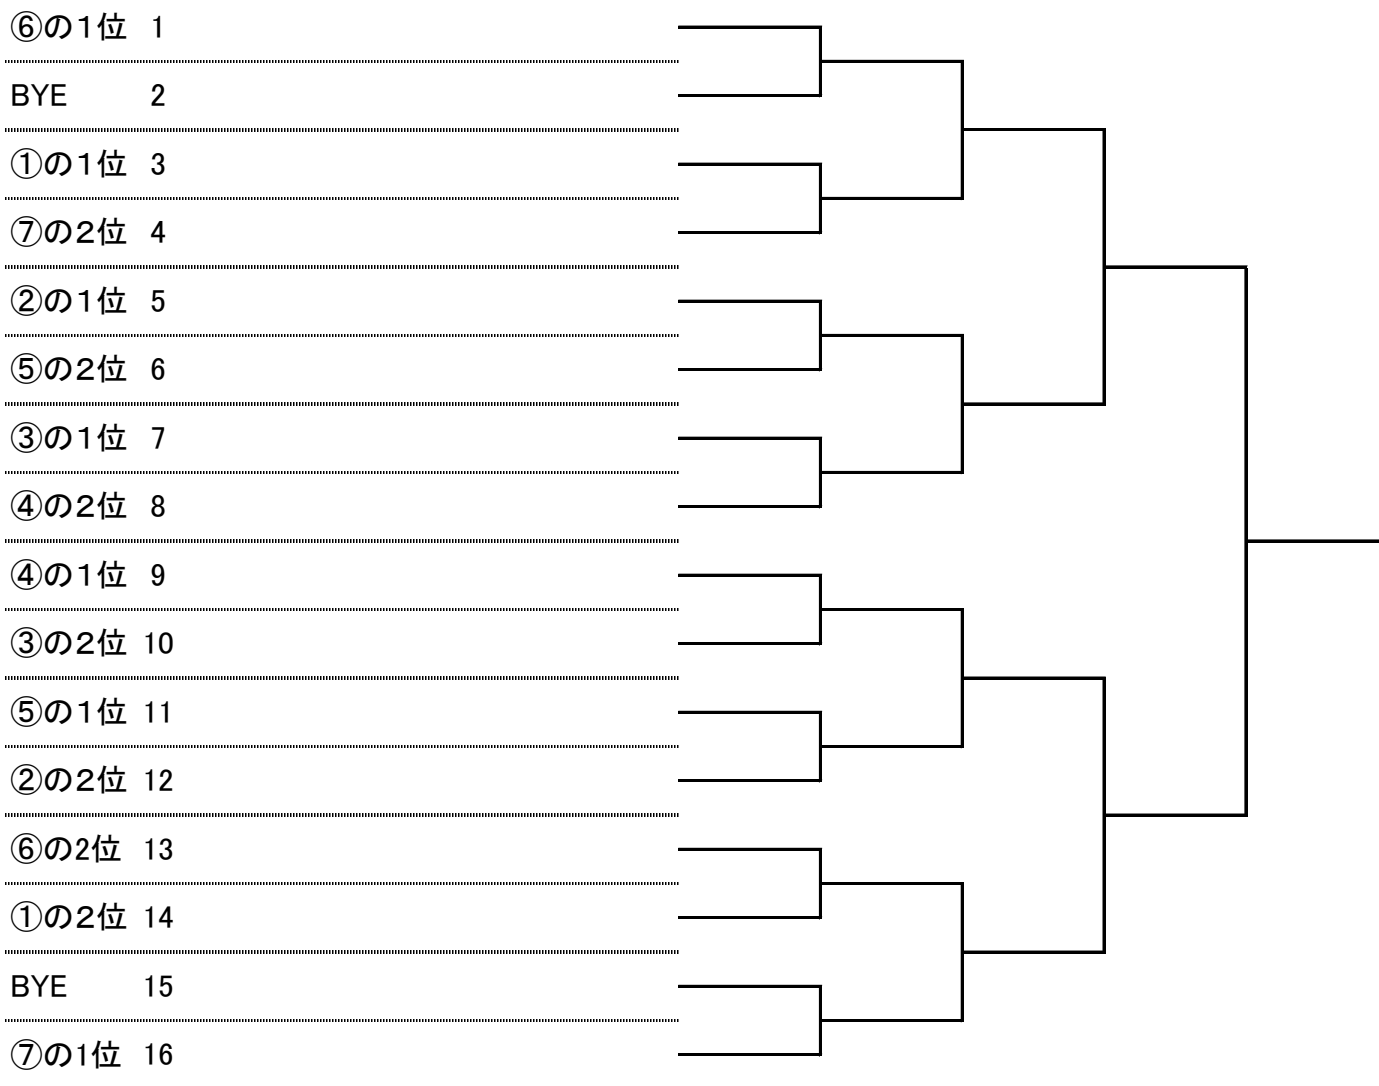 ⑥の１位 1
BYE 2
①の１位 3
⑦の２位 4
②の１位 5
⑤の２位 6
③の１位 7
④の２位 8
④の１位 9
③の２位 10
⑤の１位 11
②の２位 12
⑥の2位 13
①の２位 14
BYE 15
⑦の1位 16